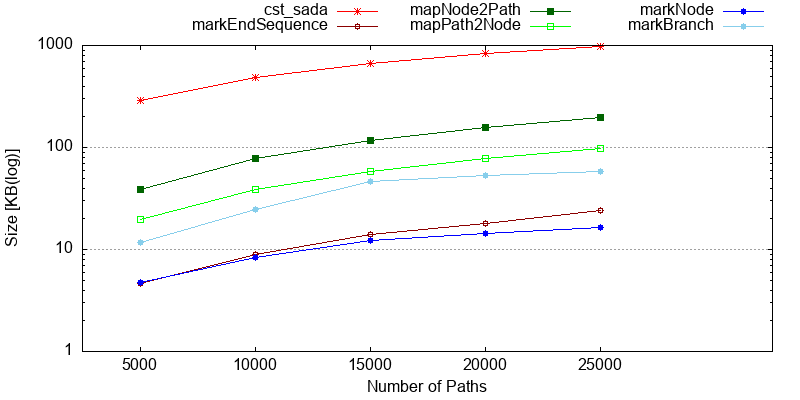 cst_sada mapNode2Path markNode
markEndSequence mapPath2Node markBranch
1000
100
10
1
Size [KB(log)]
5000 10000 15000 20000 25000
Number of Paths